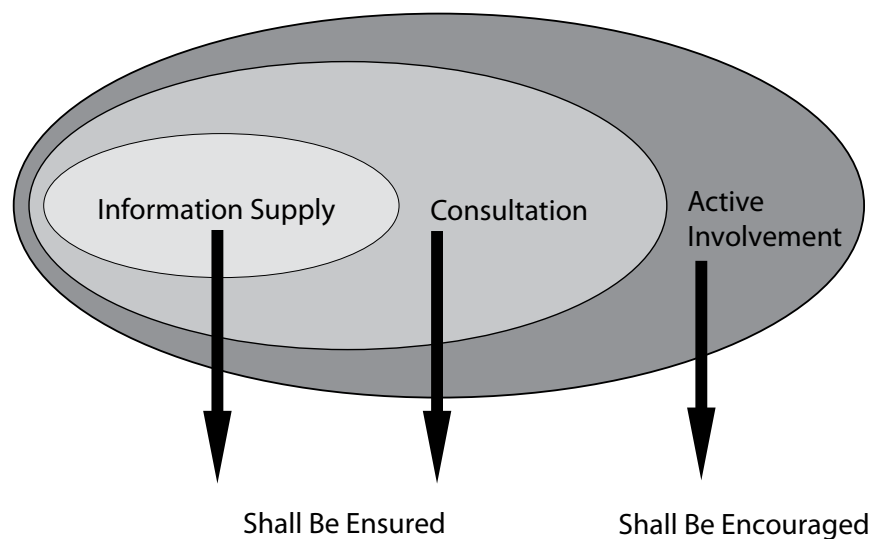 Information Supply
Consultation
Active
Involvement
Shall Be Ensured
Shall Be Encouraged